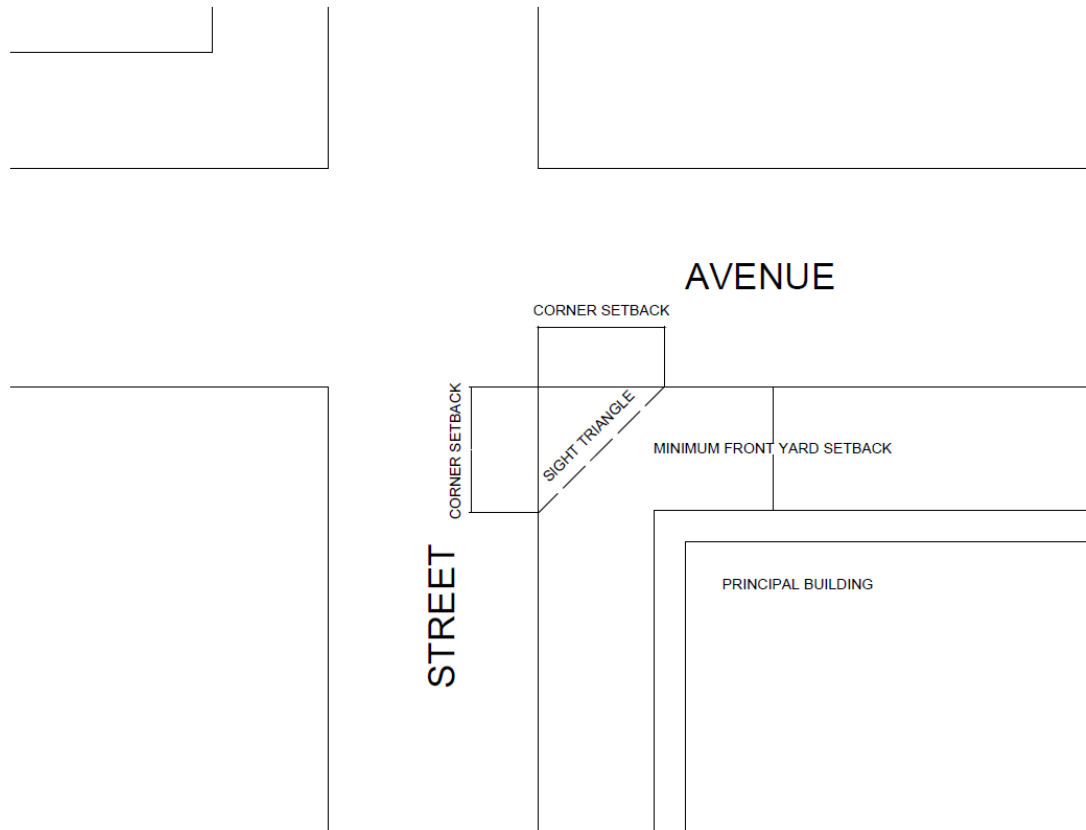 AVENUE
CORNER SETBACK
CORNER SETBACK
SIGHT TRIANGLE
MINIMUM FRONT YARD SETBACK
STREET
PRINCIPAL BUILDING